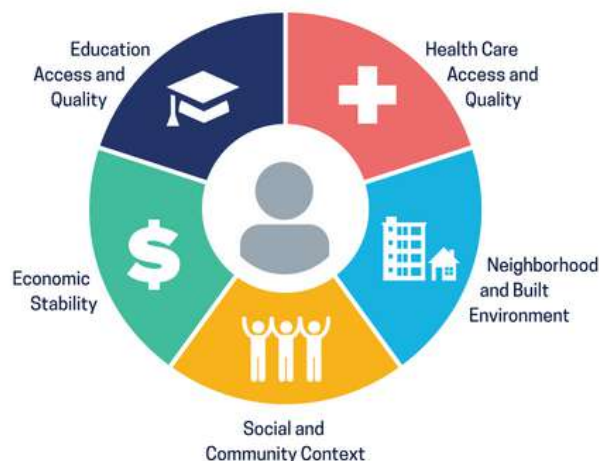 Education
Access and
Quality
Health Care
Access and
Quality
Economic
Stability
Neighborhood
and Built
Environment
Social and
Community Context